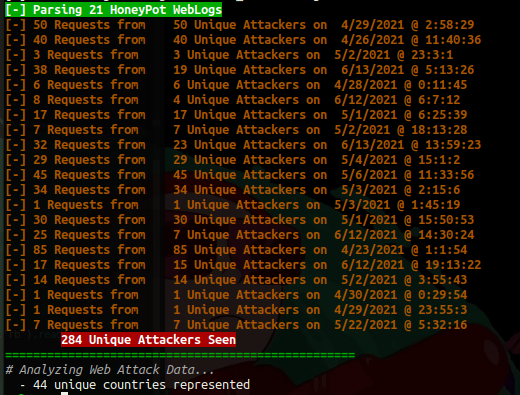 [-] Parsing 21 HoneyPot WebLogs
[-] 50 Requests from    50 Unique Attackers on  4/29/2021 @ 2:58:29
[-] 40 Requests from    40 Unique Attackers on  4/26/2021 @ 11:40:36
[-] 3 Requests from    3 Unique Attackers on  5/2/2021 @ 23:3:1
[-] 38 Requests from    19 Unique Attackers on  6/13/2021 @ 5:13:26
[-] 6 Requests from    6 Unique Attackers on  4/28/2021 @ 0:11:45
[-] 8 Requests from    4 Unique Attackers on  6/12/2021 @ 6:7:12
[-] 17 Requests from    17 Unique Attackers on  5/1/2021 @ 6:25:39
[-] 7 Requests from    7 Unique Attackers on  5/2/2021 @ 18:13:28
[-] 32 Requests from    23 Unique Attackers on  6/13/2021 @ 13:59:23
[-] 29 Requests from    29 Unique Attackers on  5/4/2021 @ 15:1:2
[-] 45 Requests from    45 Unique Attackers on  5/6/2021 @ 11:33:56
[-] 34 Requests from    34 Unique Attackers on  5/3/2021 @ 2:15:6
[-] 1 Requests from    1 Unique Attackers on  5/3/2021 @ 1:45:19
[-] 30 Requests from    30 Unique Attackers on  5/1/2021 @ 15:50:53
[-] 25 Requests from    7 Unique Attackers on  6/12/2021 @ 14:30:24
[-] 85 Requests from    85 Unique Attackers on  4/23/2021 @ 1:1:54
[-] 17 Requests from    15 Unique Attackers on  6/12/2021 @ 19:13:22
[-] 14 Requests from    14 Unique Attackers on  5/2/2021 @ 3:55:43
[-] 1 Requests from    1 Unique Attackers on  4/30/2021 @ 0:29:54
[-] 1 Requests from    1 Unique Attackers on  4/29/2021 @ 23:55:3
[-] 7 Requests from    7 Unique Attackers on  5/22/2021 @ 5:32:16
284 Unique Attackers Seen
==================================================
# Analyzing Web Attack Data...
- 44 unique countries represented